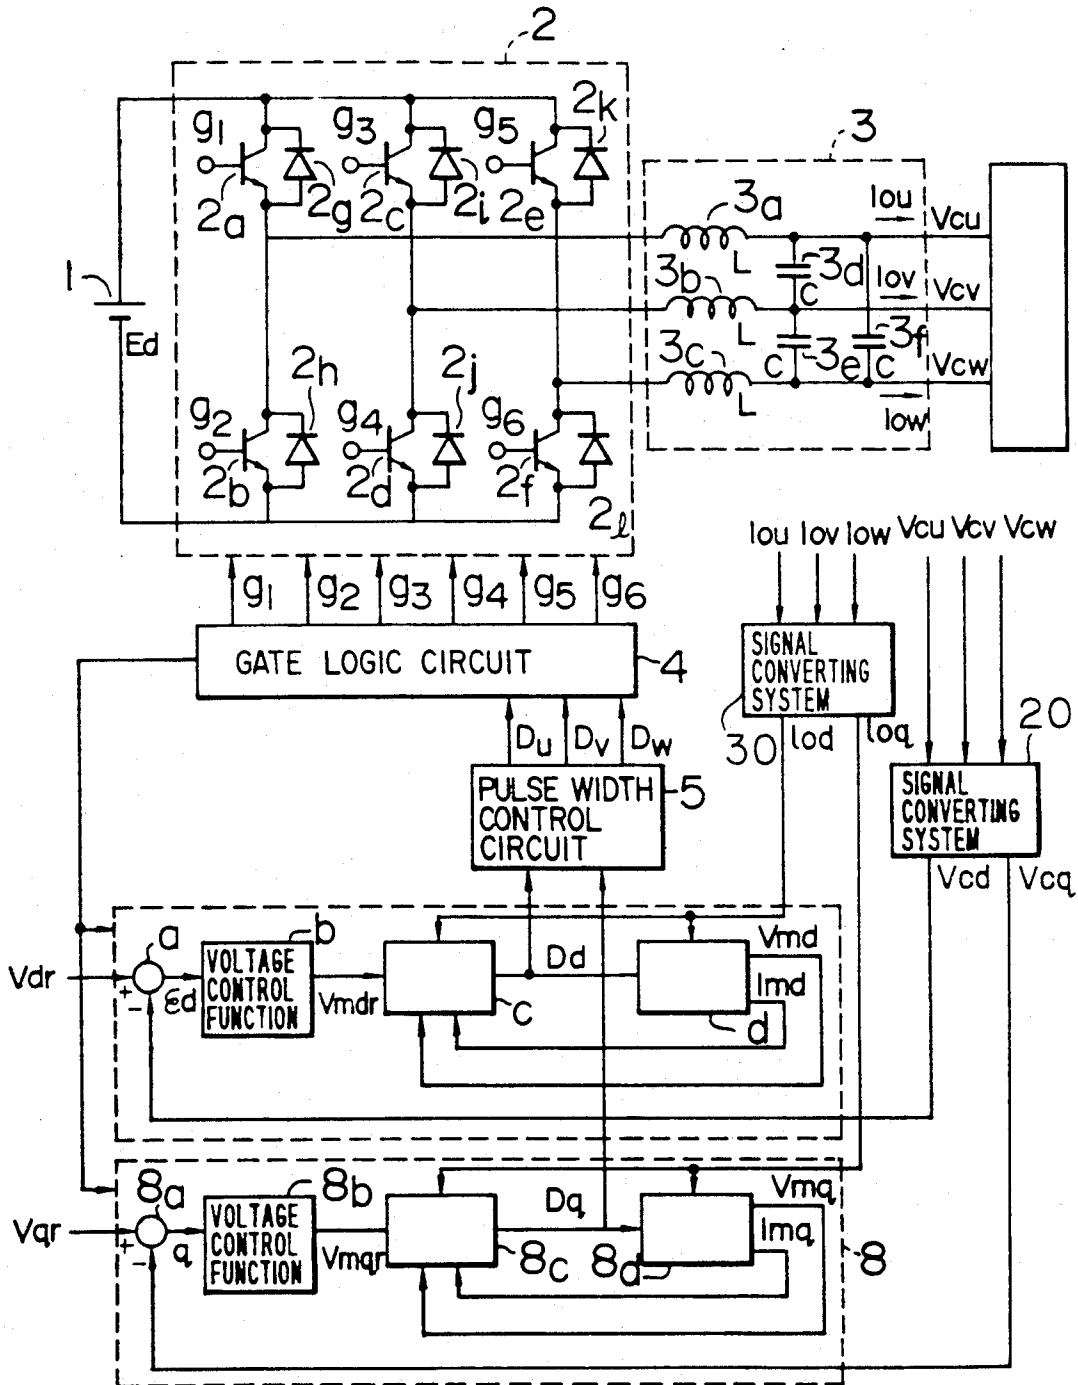 2
g1
g3
g5
2k
3
2a
2g
2c
2i
2e
3a
Iou
Vcu
1
Ed
L
3d
C
3b
Iov
Vcv
L
3c
C
3e
3f
C
Vcw
L
Iow
2h
2j
g2
g4
g6
2b
2d
2f
2l
g1
g2
g3
g4
g5
g6
Iou
Iov
Iow
Vcu
Vcv
Vcw
GATE LOGIC CIRCUIT
4
SIGNAL
CONVERTING
SYSTEM
30
Iod
Ioq
20
Du
Dv
Dw
PULSE WIDTH
CONTROL
CIRCUIT
5
SIGNAL
CONVERTING
SYSTEM
Vcd
Vcq
a
b
Vdr
+
-
εd
VOLTAGE
CONTROL
FUNCTION
Vmdr
c
Dd
d
Vmd
Imd
8a
8b
Vqr
+
-
q
VOLTAGE
CONTROL
FUNCTION
Vmqr
8c
Dq
8d
Vmq
Imq
8